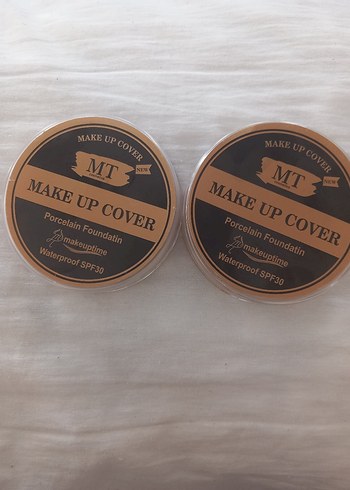 MAKE UP COVER
MT
NEW
MAKE UP COVER
Porcelain Foundatin
makeuptime
Waterproof SPF30
MAKE UP COVER
MT
NEW
MAKE UP COVER
Porcelain Foundatin
makeuptime
Waterproof SPF30